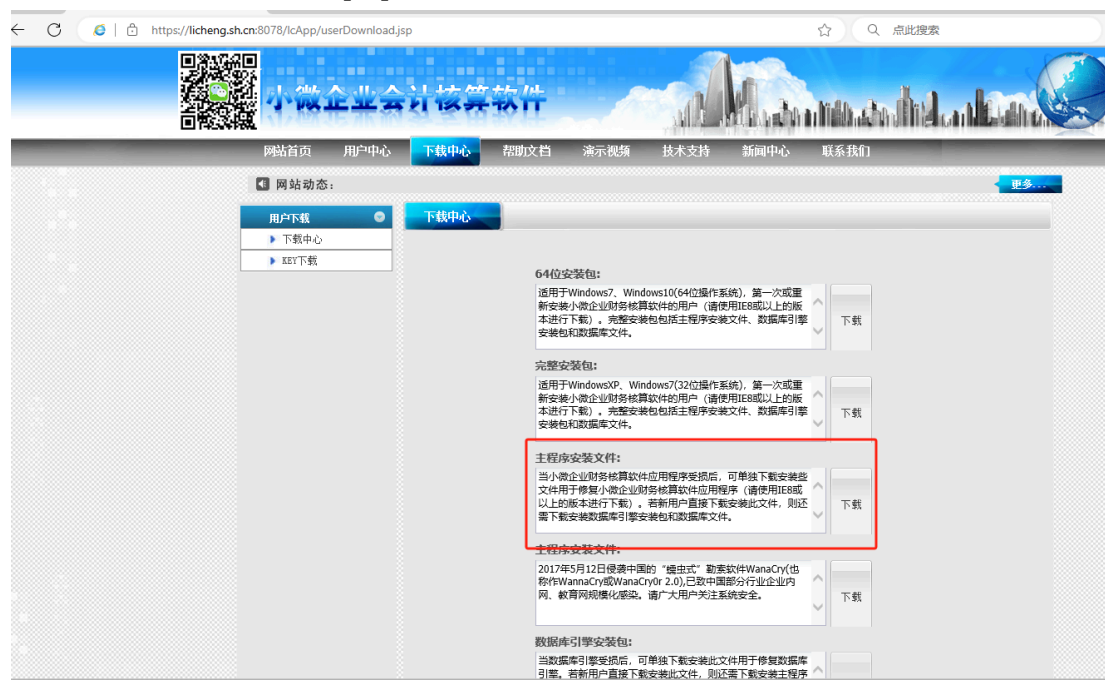 https://licheng.sh.cn:8078/lcApp/userDownload.jsp
点此搜索
小微企业会计核算软件
网站首页 用户中心 下载中心 帮助文档 演示视频 技术支持 新闻中心 联系我们
网站动态:
更多...
用户下载
下载中心
KEY下载
下载中心
64位安装包:
适用于Windows7、Windows10(64位操作系统), 第一次或重
新安装小微企业财务核算软件的用户（请使用IE8或以上的版
本进行下载）。完整安装包包括主程序安装文件、数据库引擎
安装包和数据库文件。
下载
完整安装包:
适用于WindowsXP、Windows7(32位操作系统), 第一次或重
新安装小微企业财务核算软件的用户（请使用IE8或以上的版
本进行下载）。完整安装包包括主程序安装文件、数据库引擎
安装包和数据库文件。
下载
主程序安装文件:
当小微企业财务核算软件应用程序受损后，可单独下载安装些
文件用于修复小微企业财务核算软件应用程序（请使用IE8或
以上的版本进行下载）。若新用户直接下载安装此文件，则还
需下载安装数据库引擎安装包和数据库文件。
下载
主程序安装文件:
2017年5月12日侵袭中国的“蠕虫式”勒索软件WanaCry(也
称作WannaCry或WanaCry0r 2.0),已致中国部分行业企业内
网、教育网规模化感染。请广大用户关注系统安全。
下载
数据库引擎安装包:
当数据库引擎受损后，可单独下载安装此文件用于修复数据库
引擎。若新用户直接下载安装此文件，则还需下载安装主程序